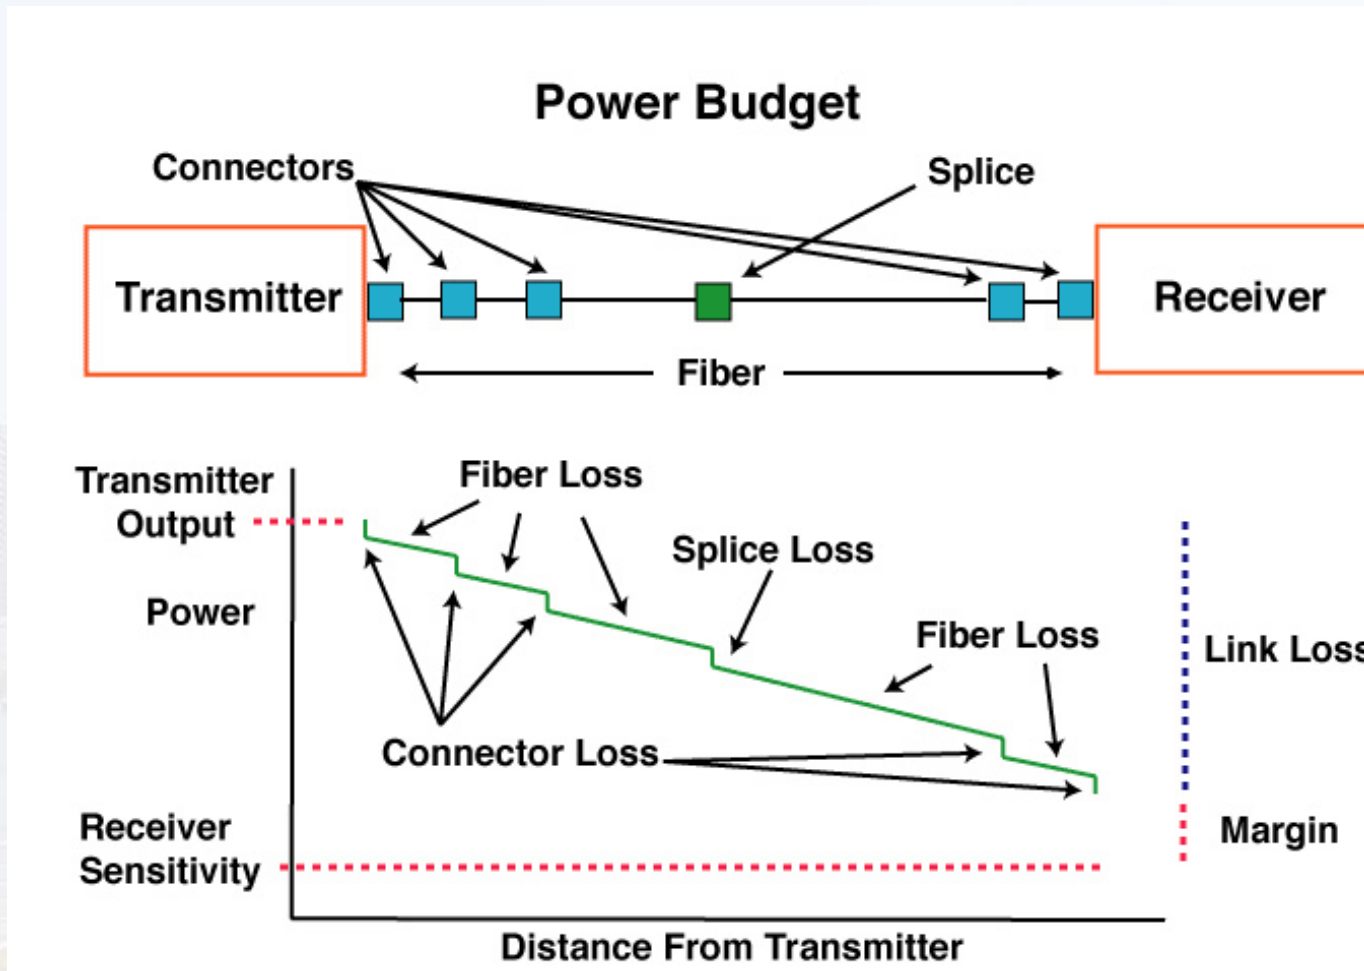 Power Budget
Connectors
Splice
Transmitter
Receiver
Fiber
Transmitter
Output
Fiber Loss
Splice Loss
Power
Fiber Loss
Link Loss
Connector Loss
Receiver
Sensitivity
Margin
Distance From Transmitter